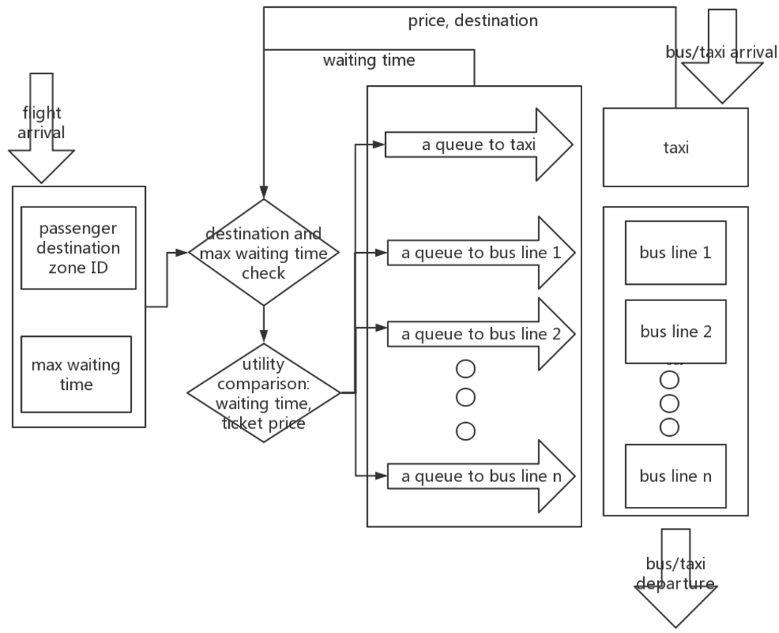 price, destination
waiting time
bus/taxi arrival
flight
arrival
a queue to taxi
taxi
passenger
destination
zone ID
destination and
max waiting time
check
a queue to bus line 1
bus line 1
a queue to bus line 2
bus line 2
max waiting
time
utility
comparison:
waiting time,
ticket price
a queue to bus line n
bus line n
bus/taxi
departure